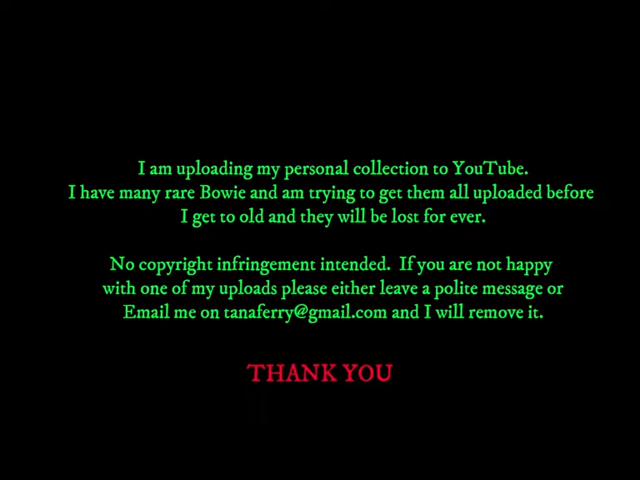 I am uploading my personal collection to YouTube.
I have many rare Bowie and am trying to get them all uploaded before
I get to old and they will be lost for ever.
No copyright infringement intended.  If you are not happy
with one of my uploads please either leave a polite message or
Email me on tanaferry@gmail.com and I will remove it.
THANK YOU